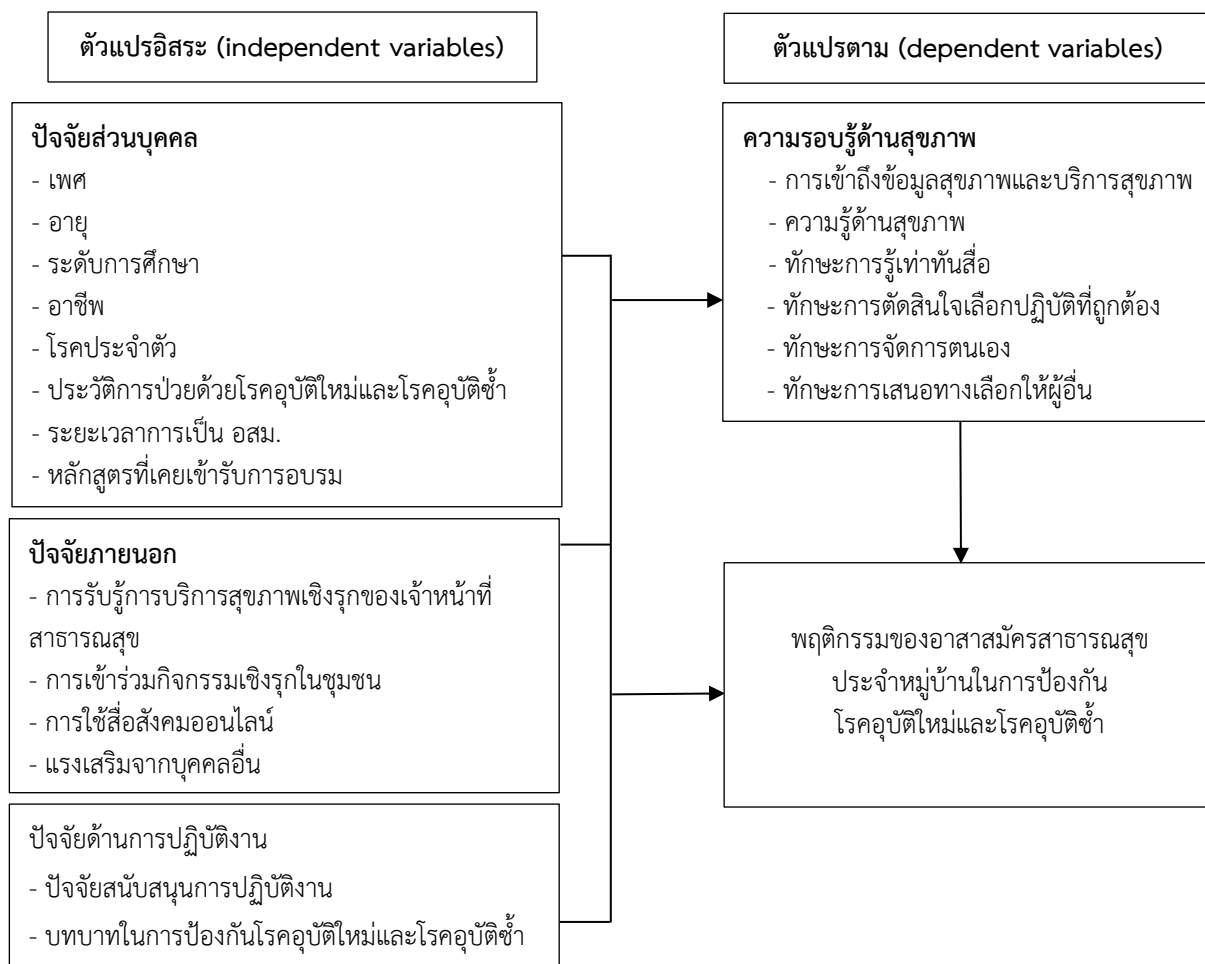 ตัวแปรอิสระ (independent variables)
ปัจจัยส่วนบุคคล
- เพศ
- อายุ
- ระดับการศึกษา
- อาชีพ
- โรคประจำตัว
- ประวัติการป่วยด้วยโรคอุบัติใหม่และโรคอุบัติซ้ำ
- ระยะเวลาการเป็น อสม.
- หลักสูตรที่เคยเข้ารับการอบรม
ปัจจัยภายนอก
- การรับรู้การบริการสุขภาพเชิงรุกของเจ้าหน้าที่
สาธารณสุข
- การเข้าร่วมกิจกรรมเชิงรุกในชุมชน
- การใช้สื่อสังคมออนไลน์
- แรงเสริมจากบุคคลอื่น
ปัจจัยด้านการปฏิบัติงาน
- ปัจจัยสนับสนุนการปฏิบัติงาน
- บทบาทในการป้องกันโรคอุบัติใหม่และโรคอุบัติซ้ำ
ตัวแปรตาม (dependent variables)
ความรอบรู้ด้านสุขภาพ
- การเข้าถึงข้อมูลสุขภาพและบริการสุขภาพ
- ความรู้ด้านสุขภาพ
- ทักษะการรู้เท่าทันสื่อ
- ทักษะการตัดสินใจเลือกปฏิบัติที่ถูกต้อง
- ทักษะการจัดการตนเอง
- ทักษะการเสนอทางเลือกให้ผู้อื่น
พฤติกรรมของอาสาสมัครสาธารณสุข
ประจำหมู่บ้านในการป้องกัน
โรคอุบัติใหม่และโรคอุบัติซ้ำ